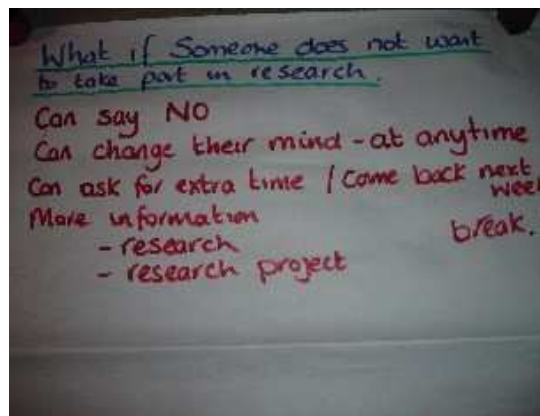 What if Someone does not want
to take part in research.
Can say NO
Can change their mind - at anytime
Can ask for extra time / Come back next
week
More information
break.
- research
- research project